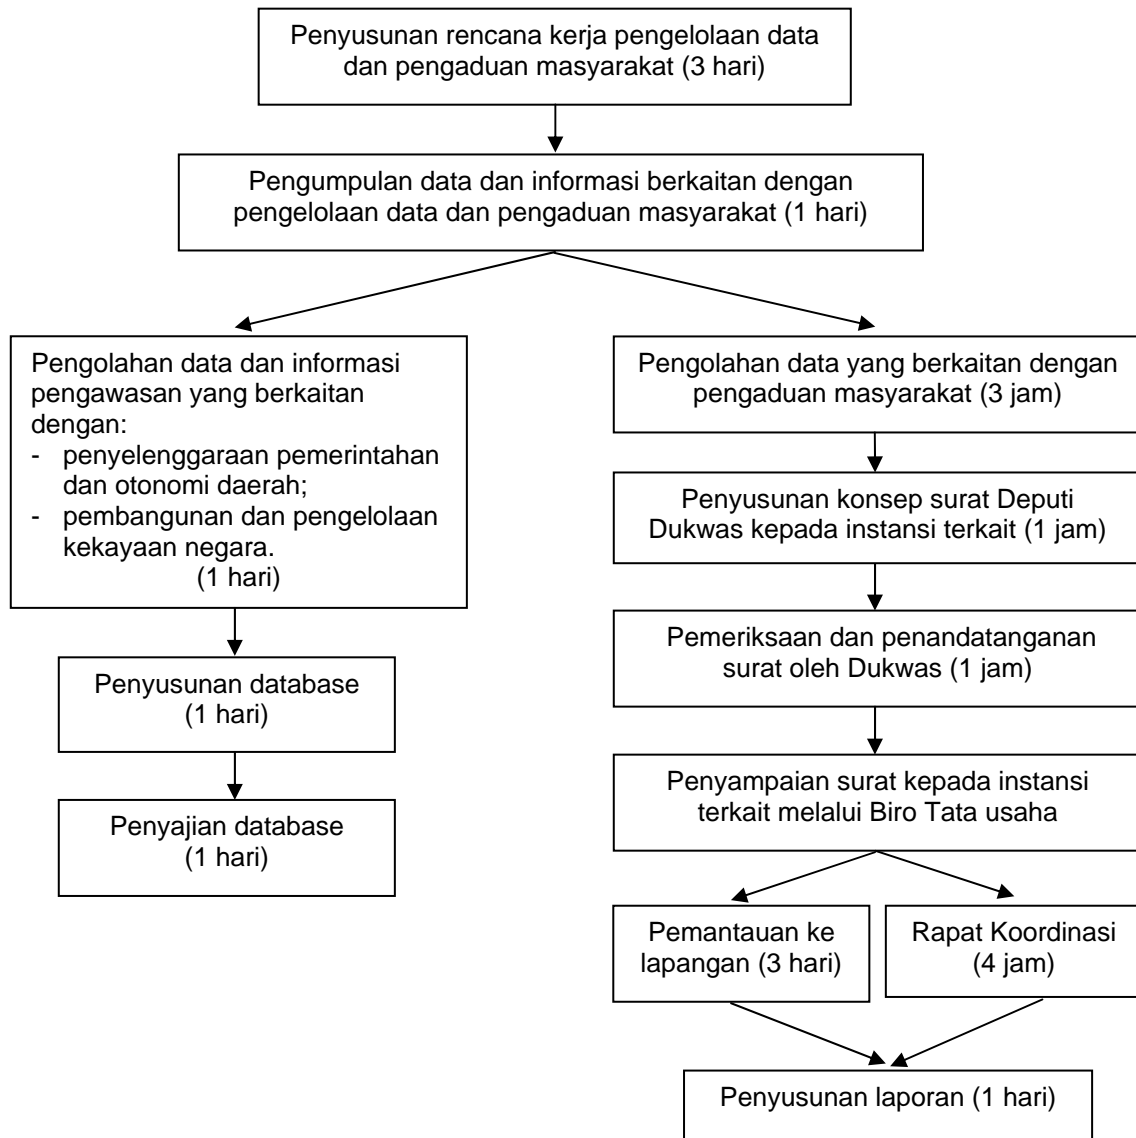 Penyusunan rencana kerja pengelolaan data
dan pengaduan masyarakat (3 hari)
Pengumpulan data dan informasi berkaitan dengan
pengelolaan data dan pengaduan masyarakat (1 hari)
Pengolahan data dan informasi
pengawasan yang berkaitan
dengan:
- penyelenggaraan pemerintahan
dan otonomi daerah;
- pembangunan dan pengelolaan
kekayaan negara.
(1 hari)
Penyusunan database
(1 hari)
Penyajian database
(1 hari)
Pengolahan data yang berkaitan dengan
pengaduan masyarakat (3 jam)
Penyusunan konsep surat Deputi
Dukwas kepada instansi terkait (1 jam)
Pemeriksaan dan penandatanganan
surat oleh Dukwas (1 jam)
Penyampaian surat kepada instansi
terkait melalui Biro Tata usaha
Pemantauan ke
lapangan (3 hari)
Rapat Koordinasi
(4 jam)
Penyusunan laporan (1 hari)